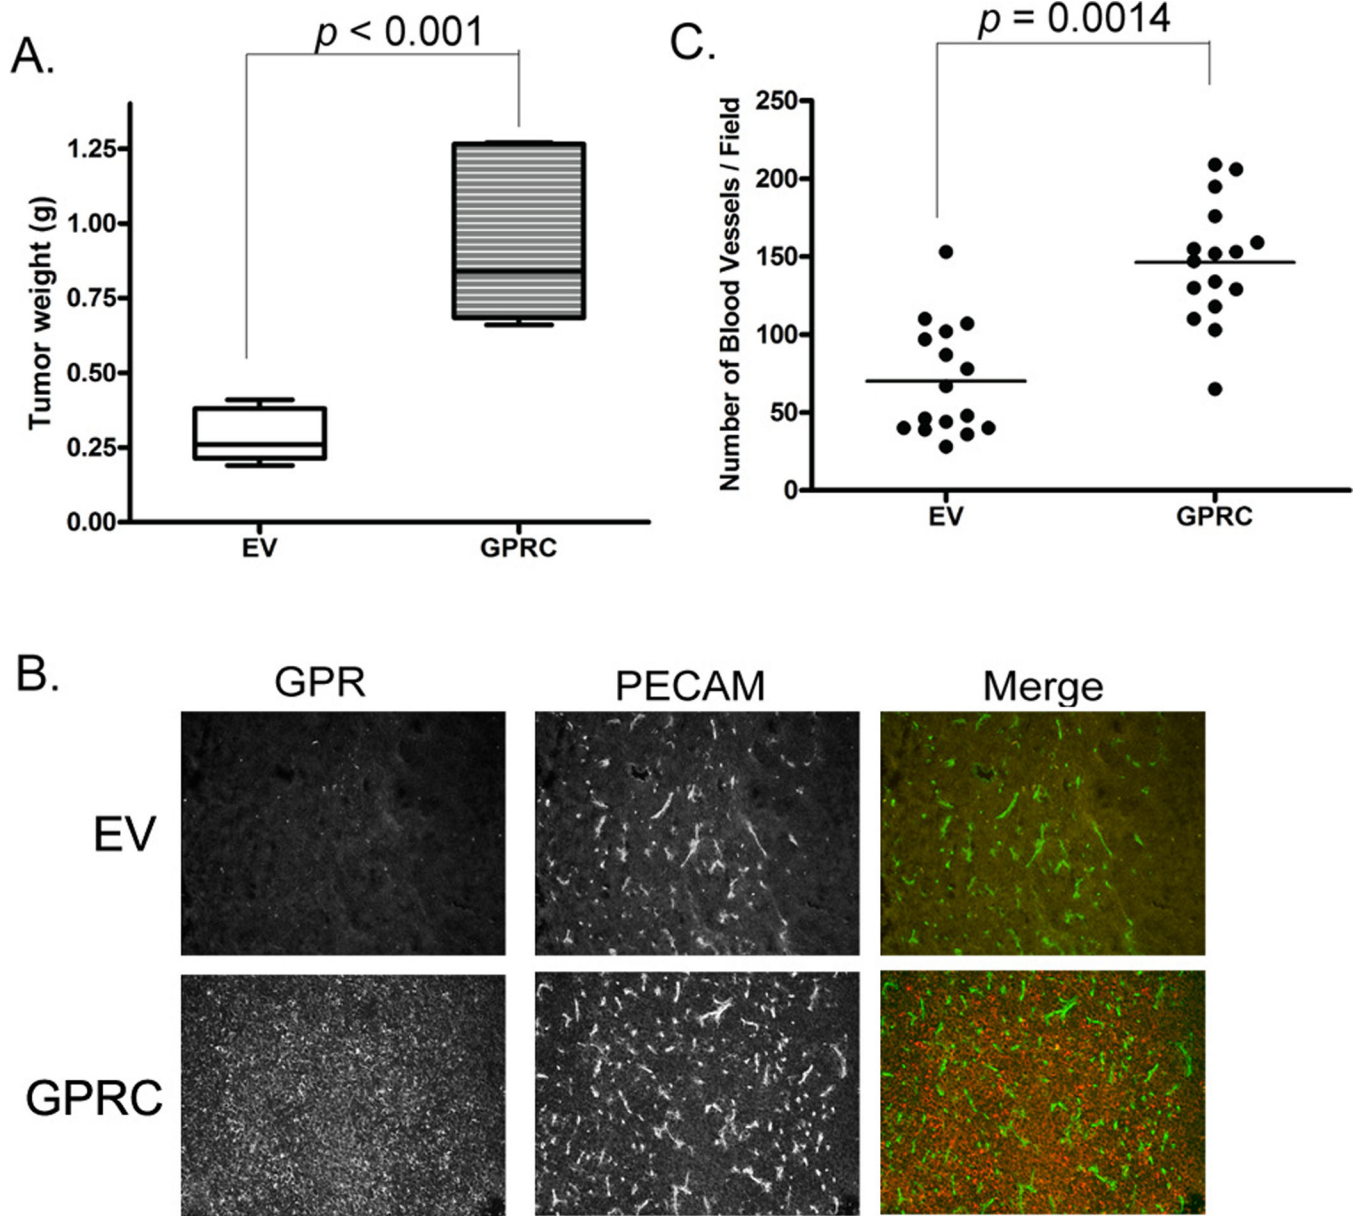 A.
p < 0.001
Tumor weight (g)
1.25
1.00
0.75
0.50
0.25
0.00
EV
GPRC
C.
p = 0.0014
Number of Blood Vessels / Field
250
200
150
100
50
0
EV
GPRC
B.
GPR
PECAM
Merge
EV
GPRC